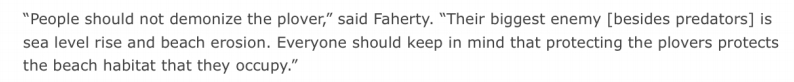 “People should not demonize the plover,” said Faherty. “Their biggest enemy [besides predators] is
sea level rise and beach erosion. Everyone should keep in mind that protecting the plovers protects
the beach habitat that they occupy.”